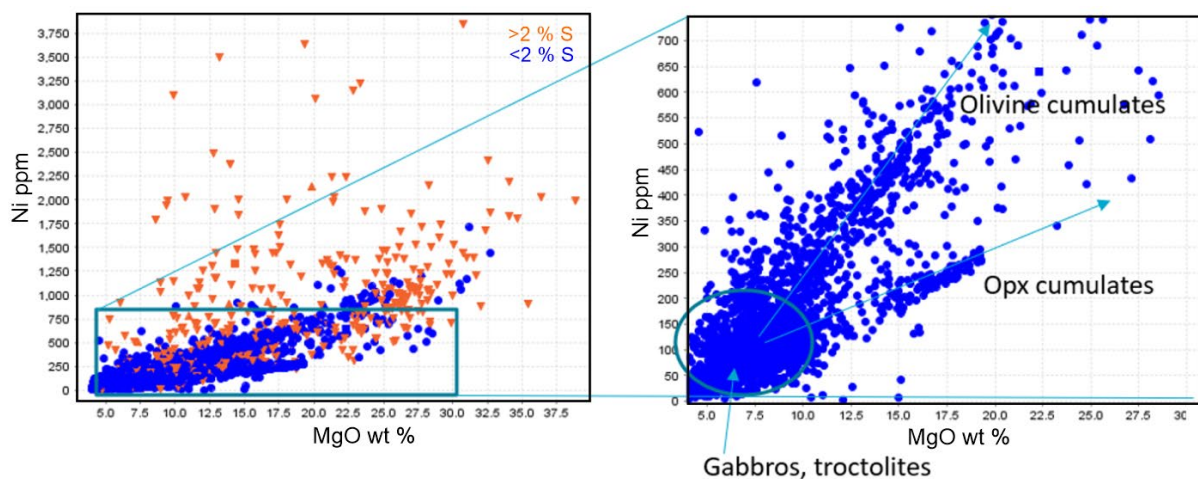 >2 % S
<2 % S
3,750
3,500
3,250
3,000
2,750
2,500
2,250
2,000
1,750
1,500
1,250
1,000
750
500
250
0
Ni ppm
5.0 7.5 10.0 12.5 15.0 17.5 20.0 22.5 25.0 27.5 30.0 32.5 35.0 37.5
MgO wt %
700
650
600
550
500
450
400
350
300
250
200
150
100
50
0
Ni ppm
Olivine cumulates
Opx cumulates
5.0 7.5 10.0 12.5 15.0 17.5 20.0 22.5 25.0 27.5 30
MgO wt %
Gabbros, troctolites